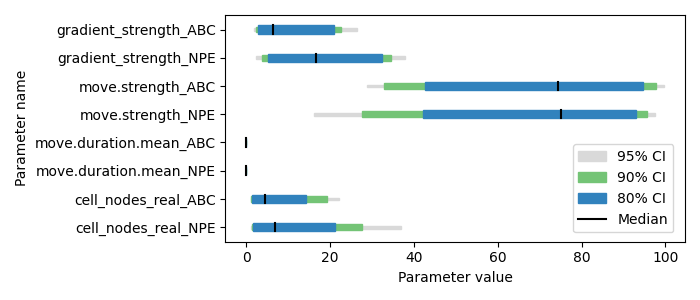 Parameter name
gradient_strength_ABC
gradient_strength_NPE
move.strength_ABC
move.strength_NPE
move.duration.mean_ABC
move.duration.mean_NPE
cell_nodes_real_ABC
cell_nodes_real_NPE
95% CI
90% CI
80% CI
Median
0 20 40 60 80 100
Parameter value